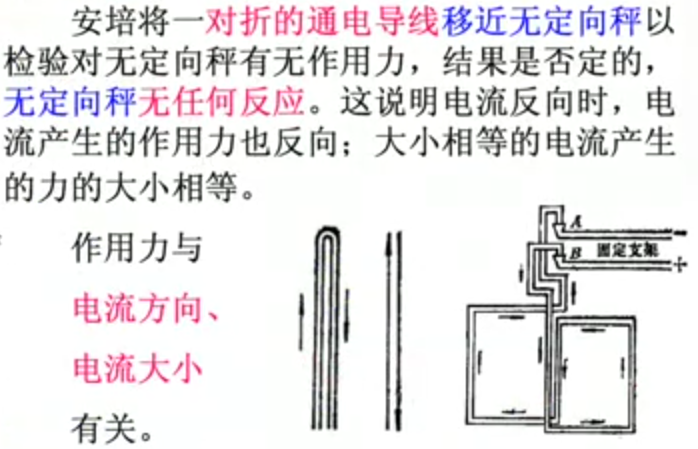 安培将一对折的通电导线移近无定向秤以
检验对无定向秤有无作用力，结果是否定的，
无定向秤无任何反应。这说明电流反向时，电
流产生的作用力也反向；大小相等的电流产生
的力的大小相等。
作用力与
电流方向、
电流大小
有关。
A
B 固定支架